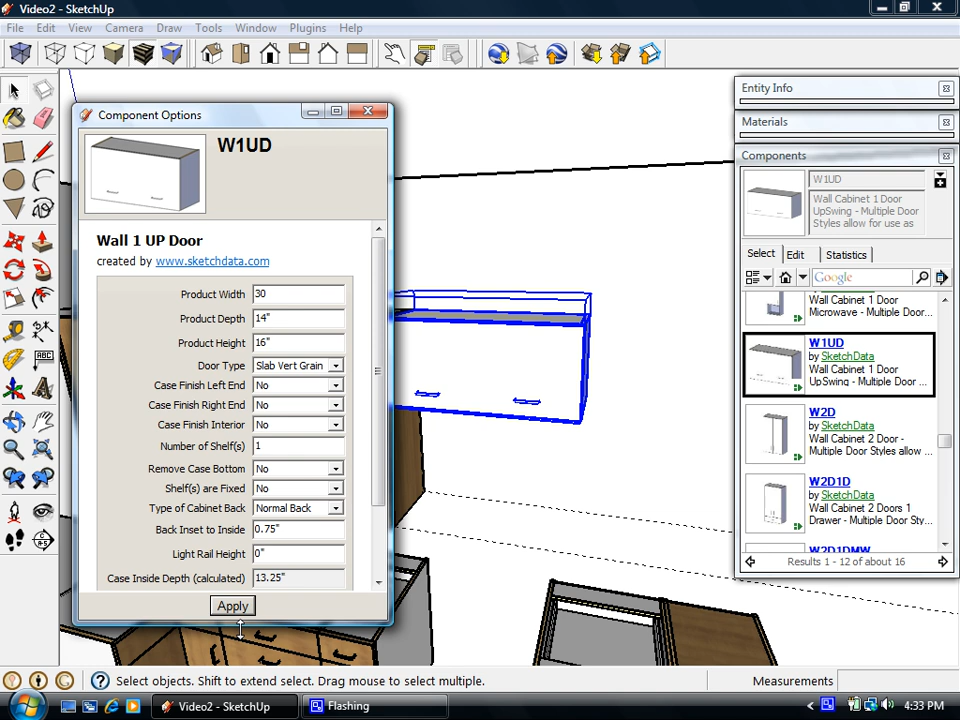 Video2 - SketchUp
File Edit View Camera Draw Tools Window Plugins Help
Component Options
W1UD
Wall 1 UP Door
created by www.sketchdata.com
Product Width 30
Product Depth 14"
Product Height 16"
Door Type Slab Vert Grain
Case Finish Left End No
Case Finish Right End No
Case Finish Interior No
Number of Shelf(s) 1
Remove Case Bottom No
Shelf(s) are Fixed No
Type of Cabinet Back Normal Back
Back Inset to Inside 0.75"
Light Rail Height 0"
Case Inside Depth (calculated) 13.25"
Apply
Entity Info
Materials
Components
W1UD
Wall Cabinet 1 Door
UpSwing - Multiple Door
Styles allow for use as
Select Edit Statistics
Google
Wall Cabinet 1 Door
Microwave - Multiple Door...
W1UD
by SketchData
Wall Cabinet 1 Door
UpSwing - Multiple Door ...
W2D
by SketchData
Wall Cabinet 2 Door -
Multiple Door Styles allow ...
W2D1D
by SketchData
Wall Cabinet 2 Doors 1
Drawer - Multiple Door Sty...
W2D1DMW
Results 1 - 12 of about 16
ABC
Select objects. Shift to extend select. Drag mouse to select multiple.
Measurements
Video2 - SketchUp
Flashing
4:33 PM